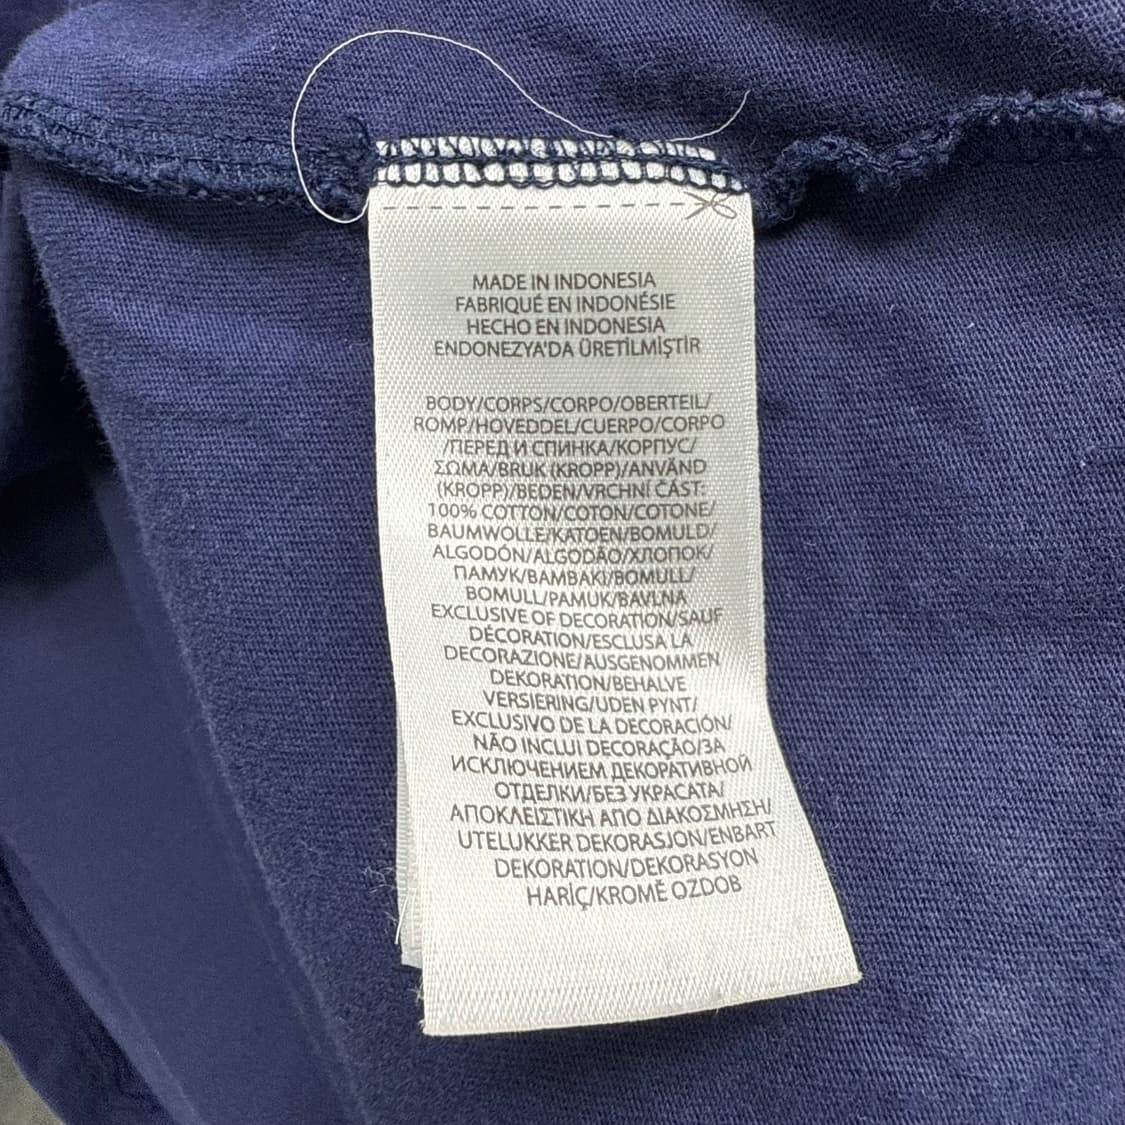 MADE IN INDONESIA
FABRIQUÉ EN INDONÉSIE
HECHO EN INDONESIA
ENDONEZYA'DA ÜRETİLMİŞTİR
BODY/CORPS/CORPO/OBERTEIL/
ROMP/HOVEDDEL/CUERPO/CORPO
/ПЕРЕД И СПИНКА/КОРПУС/
ΣΩΜΑ/BRUK (KROPP)/ANVÄND
(KROPP)/BEDEN/VRCHNÍ ČÁST:
100% COTTON/COTON/COTONE/
BAUMWOLLE/KATOEN/BOMULD/
ALGODÓN/ALGODÃO/ХЛОПОК/
ПАМУК/ΒΑΜΒΑΚΙ/BOMULL/
BOMULL/PAMUK/BAVLNA
EXCLUSIVE OF DECORATION/SAUF
DÉCORATION/ESCLUSA LA
DECORAZIONE/AUSGENOMMEN
DEKORATION/BEHALVE
VERSIERING/UDEN PYNT/
EXCLUSIVO DE LA DECORACIÓN/
NÃO INCLUI DECORAÇÃO/ЗА
ИСКЛЮЧЕНИЕМ ДЕКОРАТИВНОЙ
ОТДЕЛКИ/БЕЗ УКРАСАТА/
ΑΠΟΚΛΕΙΣΤΙΚΗ ΑΠΟ ΔΙΑΚΟΣΜΗΣΗ/
UTELUKKER DEKORASJON/ENBART
DEKORATION/DEKORASYON
HARİÇ/KROMĚ OZDOB